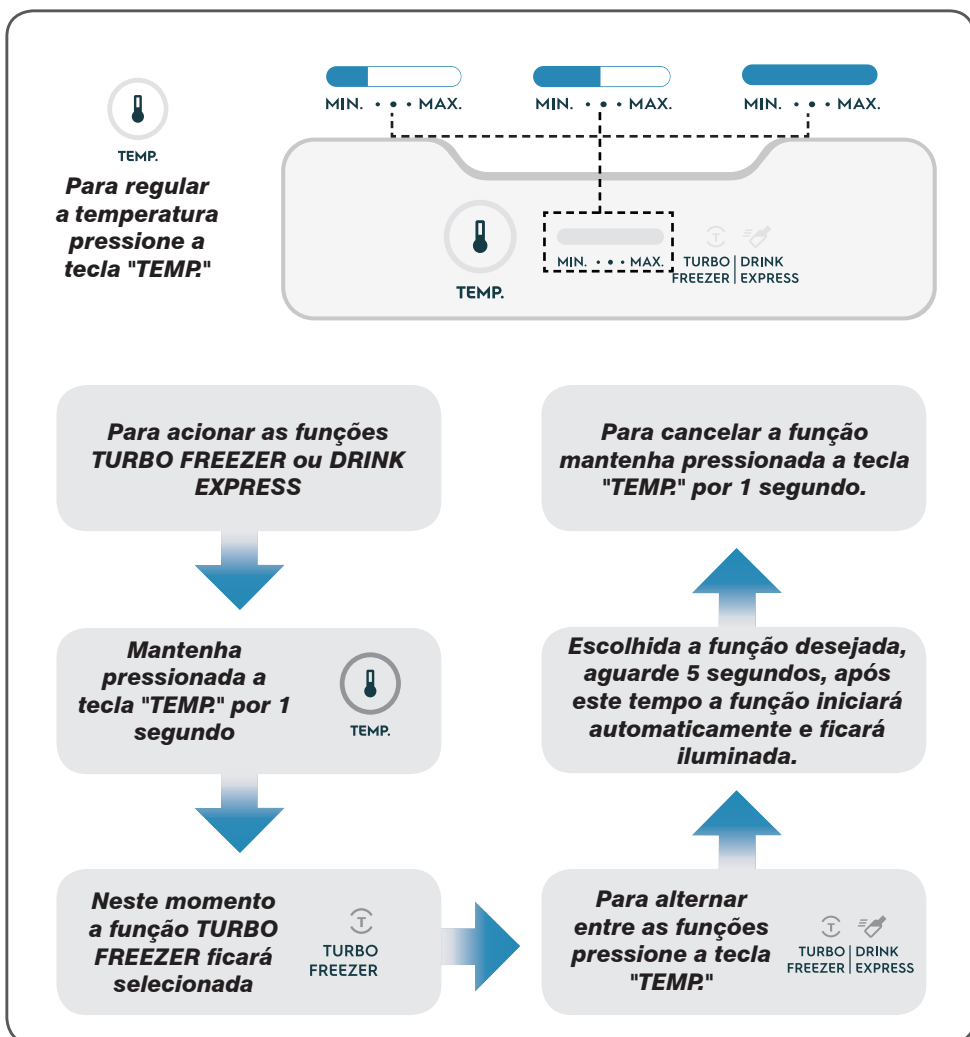 MIN. • • • MAX.
MIN. • • • MAX.
MIN. • • • MAX.
TEMP.
Para regular
a temperatura
pressione a
tecla "TEMP."
TEMP.
MIN. • • • MAX.
T
TURBO | DRINK
FREEZER | EXPRESS
Para acionar as funções
TURBO FREEZER ou DRINK
EXPRESS
Mantenha
pressionada a
tecla "TEMP." por 1
segundo
TEMP.
Neste momento
a função TURBO
FREEZER ficará
selecionada
T
TURBO
FREEZER
Para alternar
entre as funções
pressione a tecla
"TEMP."
T
TURBO | DRINK
FREEZER | EXPRESS
Escolhida a função desejada,
aguarde 5 segundos, após
este tempo a função iniciará
automaticamente e ficará
iluminada.
Para cancelar a função
mantenha pressionada a tecla
"TEMP." por 1 segundo.